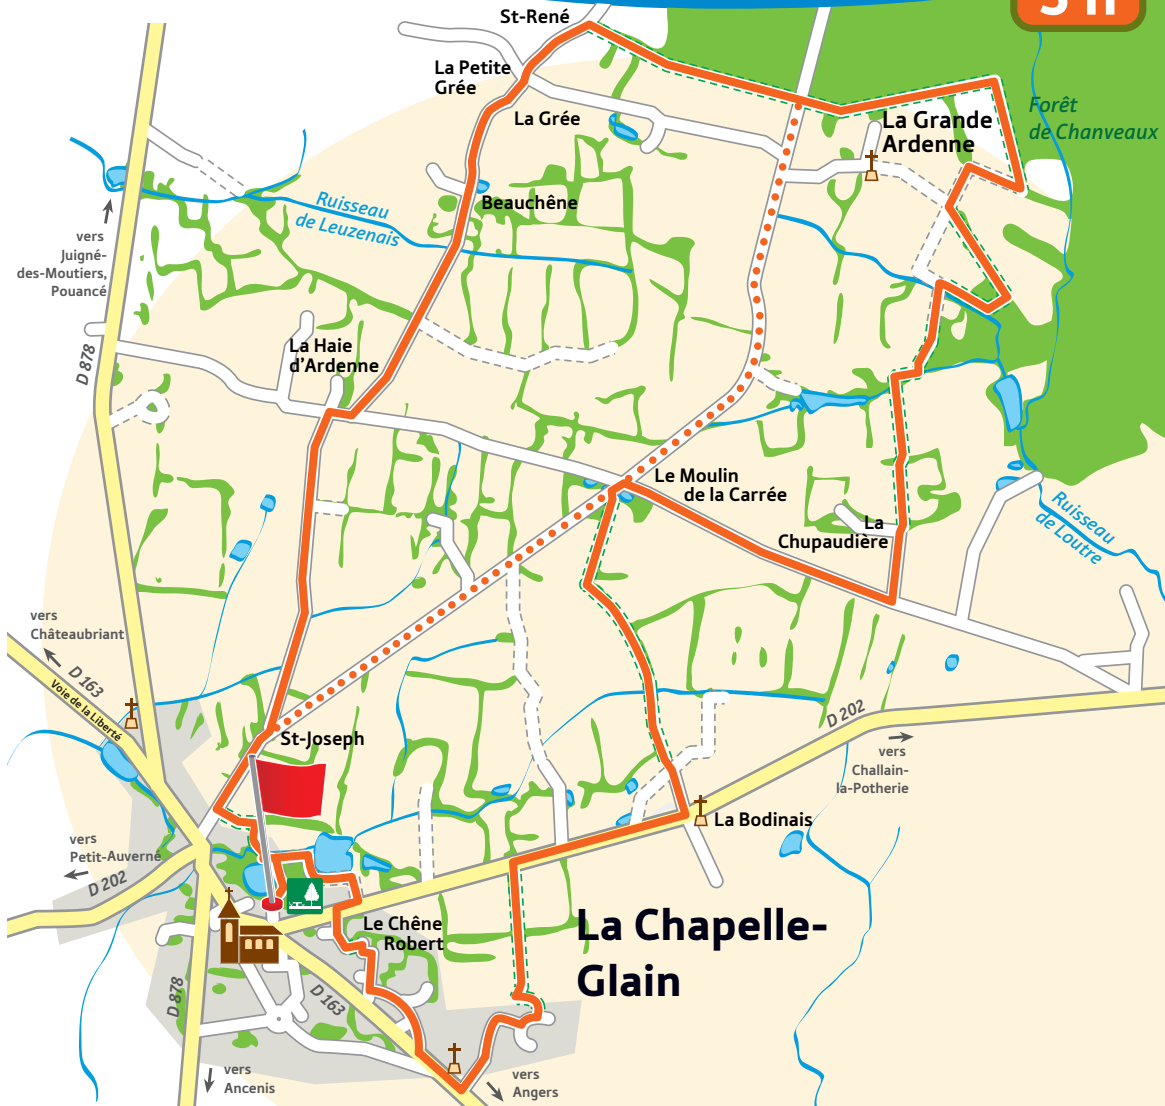 3 h
St-René
La Petite
Grée
La Grée
La Grande
Ardenne
Forêt
de Chanveaux
Ruisseau
de Leuzenais
Beauchêne
vers
Juigné-
des-Moutiers,
Pouancé
D 878
La Haie
d'Ardenne
Le Moulin
de la Carrée
La
Chupaudière
Ruisseau
de Loutre
vers
Châteaubriant
D 163
Voie de la Liberté
St-Joseph
D 202
vers
Challain-
la-Potherie
La Bodinais
vers
Petit-Auverné
D 202
Le Chêne
Robert
La Chapelle-
Glain
D 878
D 163
vers
Ancenis
vers
Angers